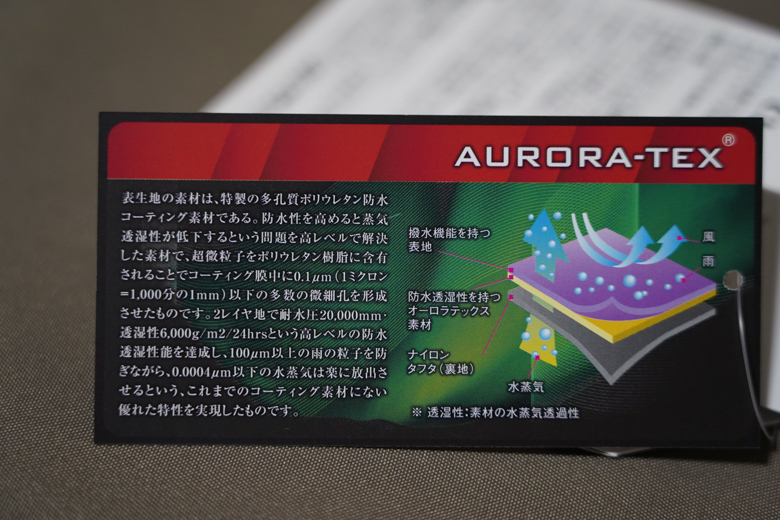 AURORA-TEX®
表生地の素材は、特製の多孔質ポリウレタン防水
コーティング素材である。防水性を高めると蒸気
透湿性が低下するという問題を高レベルで解決
した素材で、超微粒子をポリウレタン樹脂に含有
されることでコーティング膜中に0.1μm(1ミクロン
=1,000分の1mm)以下の多数の微細孔を形成
させたものです。2レイヤ地で耐水圧20,000mm・
透湿性6,000g/m2/24hrsという高レベルの防水
透湿性能を達成し、100μm以上の雨の粒子を防
ぎながら、0.0004μm以下の水蒸気は楽に放出さ
せるという、これまでのコーティング素材にない
優れた特性を実現したものです。
撥水機能を持つ
表地
防水透湿性を持つ
オーロラテックス
素材
ナイロン
タフタ(裏地)
水蒸気
風
雨
※ 透湿性:素材の水蒸気透過性